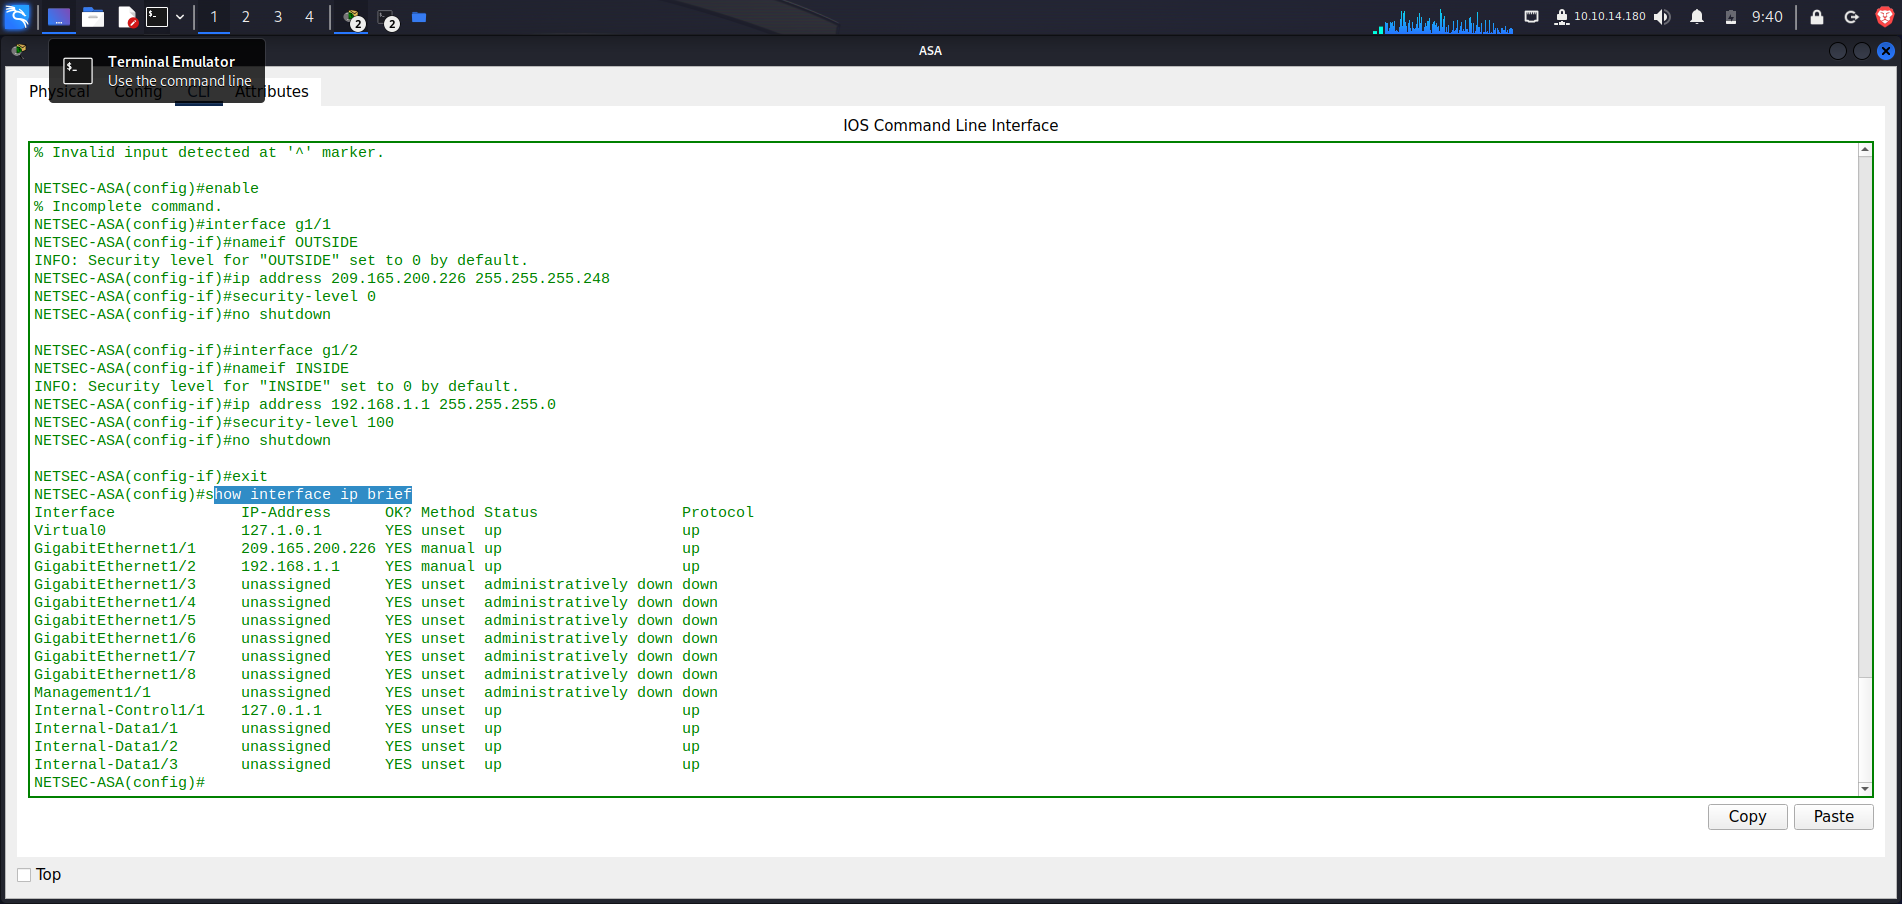 1 2 3 4 2 2 10.10.14.180 9:40
ASA
Terminal Emulator
Use the command line
Physical Config CLI Attributes
IOS Command Line Interface
% Invalid input detected at '^' marker.
NETSEC-ASA(config)#enable
% Incomplete command.
NETSEC-ASA(config)#interface g1/1
NETSEC-ASA(config-if)#nameif OUTSIDE
INFO: Security level for "OUTSIDE" set to 0 by default.
NETSEC-ASA(config-if)#ip address 209.165.200.226 255.255.255.248
NETSEC-ASA(config-if)#security-level 0
NETSEC-ASA(config-if)#no shutdown
NETSEC-ASA(config-if)#interface g1/2
NETSEC-ASA(config-if)#nameif INSIDE
INFO: Security level for "INSIDE" set to 0 by default.
NETSEC-ASA(config-if)#ip address 192.168.1.1 255.255.255.0
NETSEC-ASA(config-if)#security-level 100
NETSEC-ASA(config-if)#no shutdown
NETSEC-ASA(config-if)#exit
NETSEC-ASA(config)#show interface ip brief
Interface IP-Address OK? Method Status Protocol
Virtual0 127.1.0.1 YES unset up up
GigabitEthernet1/1 209.165.200.226 YES manual up up
GigabitEthernet1/2 192.168.1.1 YES manual up up
GigabitEthernet1/3 unassigned YES unset administratively down down
GigabitEthernet1/4 unassigned YES unset administratively down down
GigabitEthernet1/5 unassigned YES unset administratively down down
GigabitEthernet1/6 unassigned YES unset administratively down down
GigabitEthernet1/7 unassigned YES unset administratively down down
GigabitEthernet1/8 unassigned YES unset administratively down down
Management1/1 unassigned YES unset administratively down down
Internal-Control1/1 127.0.1.1 YES unset up up
Internal-Data1/1 unassigned YES unset up up
Internal-Data1/2 unassigned YES unset up up
Internal-Data1/3 unassigned YES unset up up
NETSEC-ASA(config)#
Copy Paste
Top